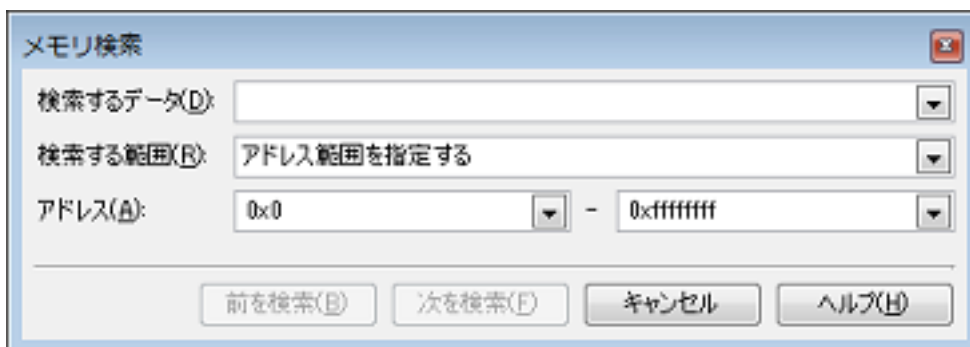 メモリ検索
検索するデータ(D):
検索する範囲(R): アドレス範囲を指定する
アドレス(A): 0x0 - 0xffffffff
前を検索(B) 次を検索(F) キャンセル ヘルプ(H)